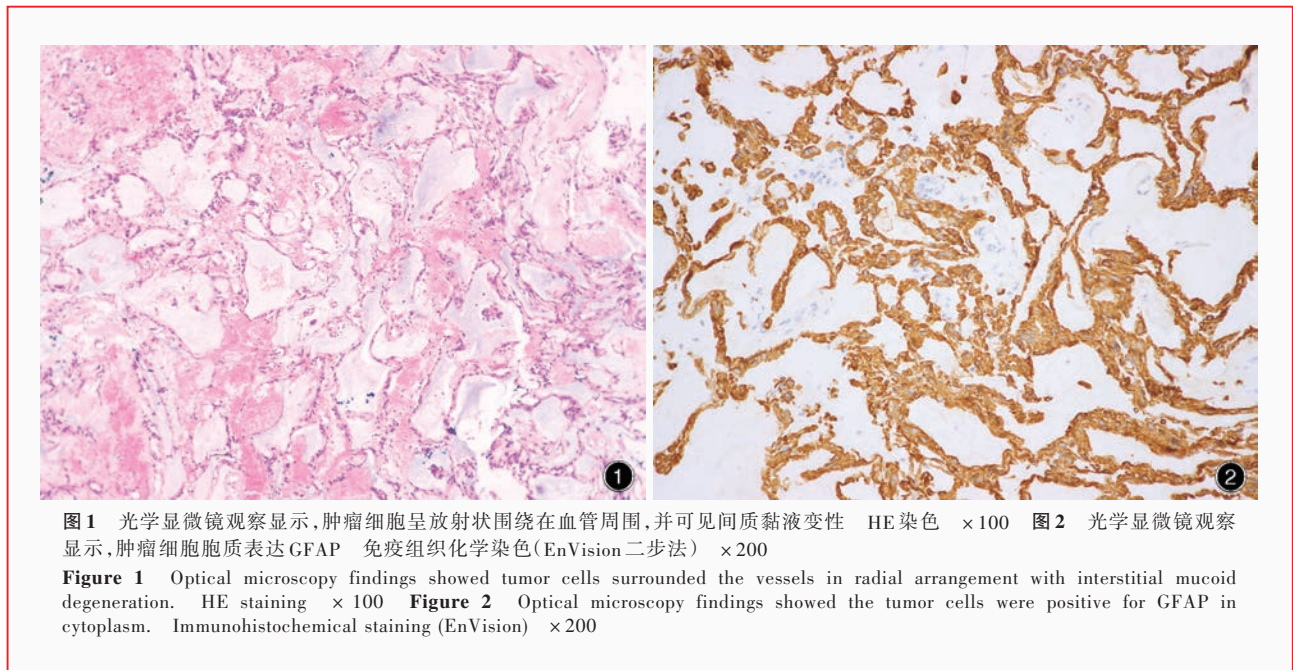 1
2
图1 光学显微镜观察显示,肿瘤细胞呈放射状围绕在血管周围,并可见间质黏液变性 HE染色 ×100 图2 光学显微镜观察
显示,肿瘤细胞胞质表达GFAP 免疫组织化学染色(EnVision二步法) ×200
Figure 1 Optical microscopy findings showed tumor cells surrounded the vessels in radial arrangement with interstitial mucoid
degeneration. HE staining × 100 Figure 2 Optical microscopy findings showed the tumor cells were positive for GFAP in
cytoplasm. Immunohistochemical staining (EnVision) ×200